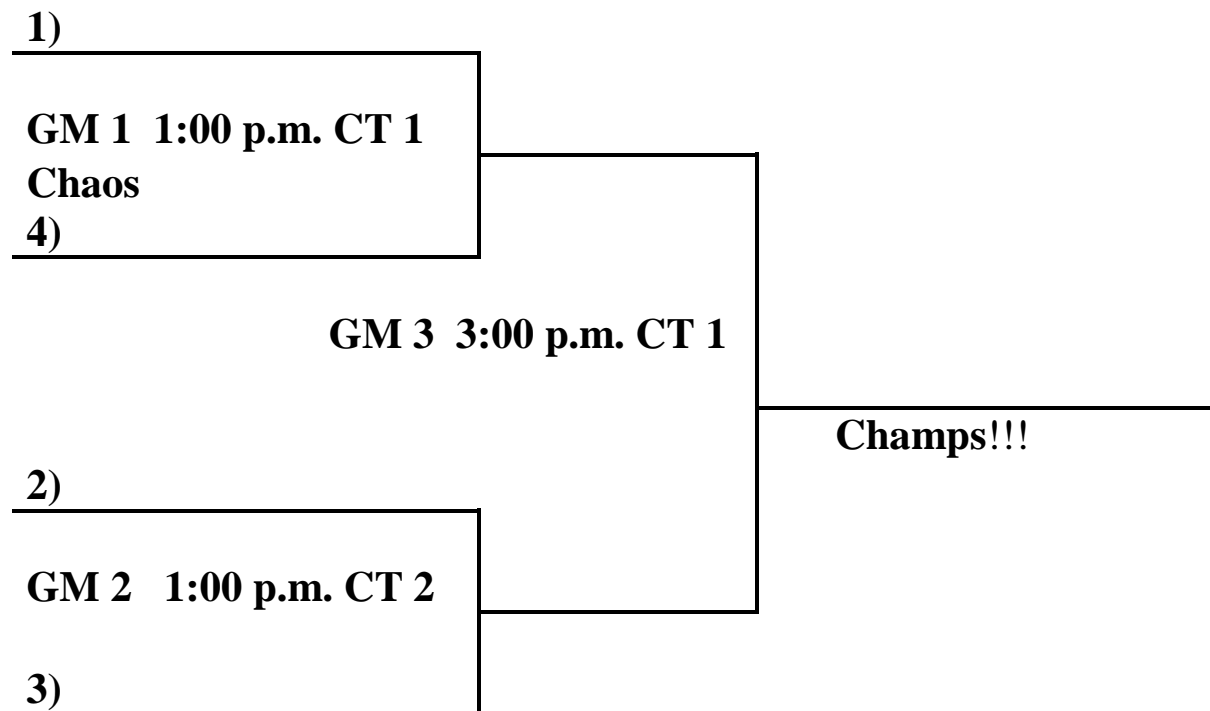 1)
GM 1  1:00 p.m. CT 1
Chaos
4)
GM 3  3:00 p.m. CT 1
Champs!!!
2)
GM 2   1:00 p.m. CT 2
3)